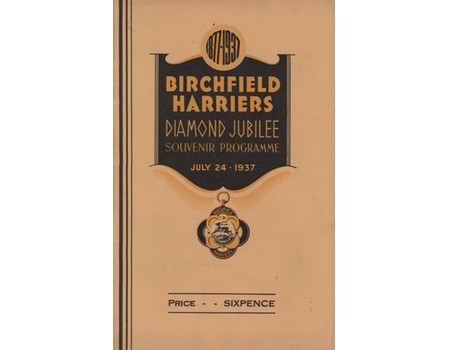 1877-1937
BIRCHFIELD
HARRIERS
DIAMOND JUBILEE
SOUVENIR PROGRAMME
JULY 24 - 1937
PRICE - - SIXPENCE